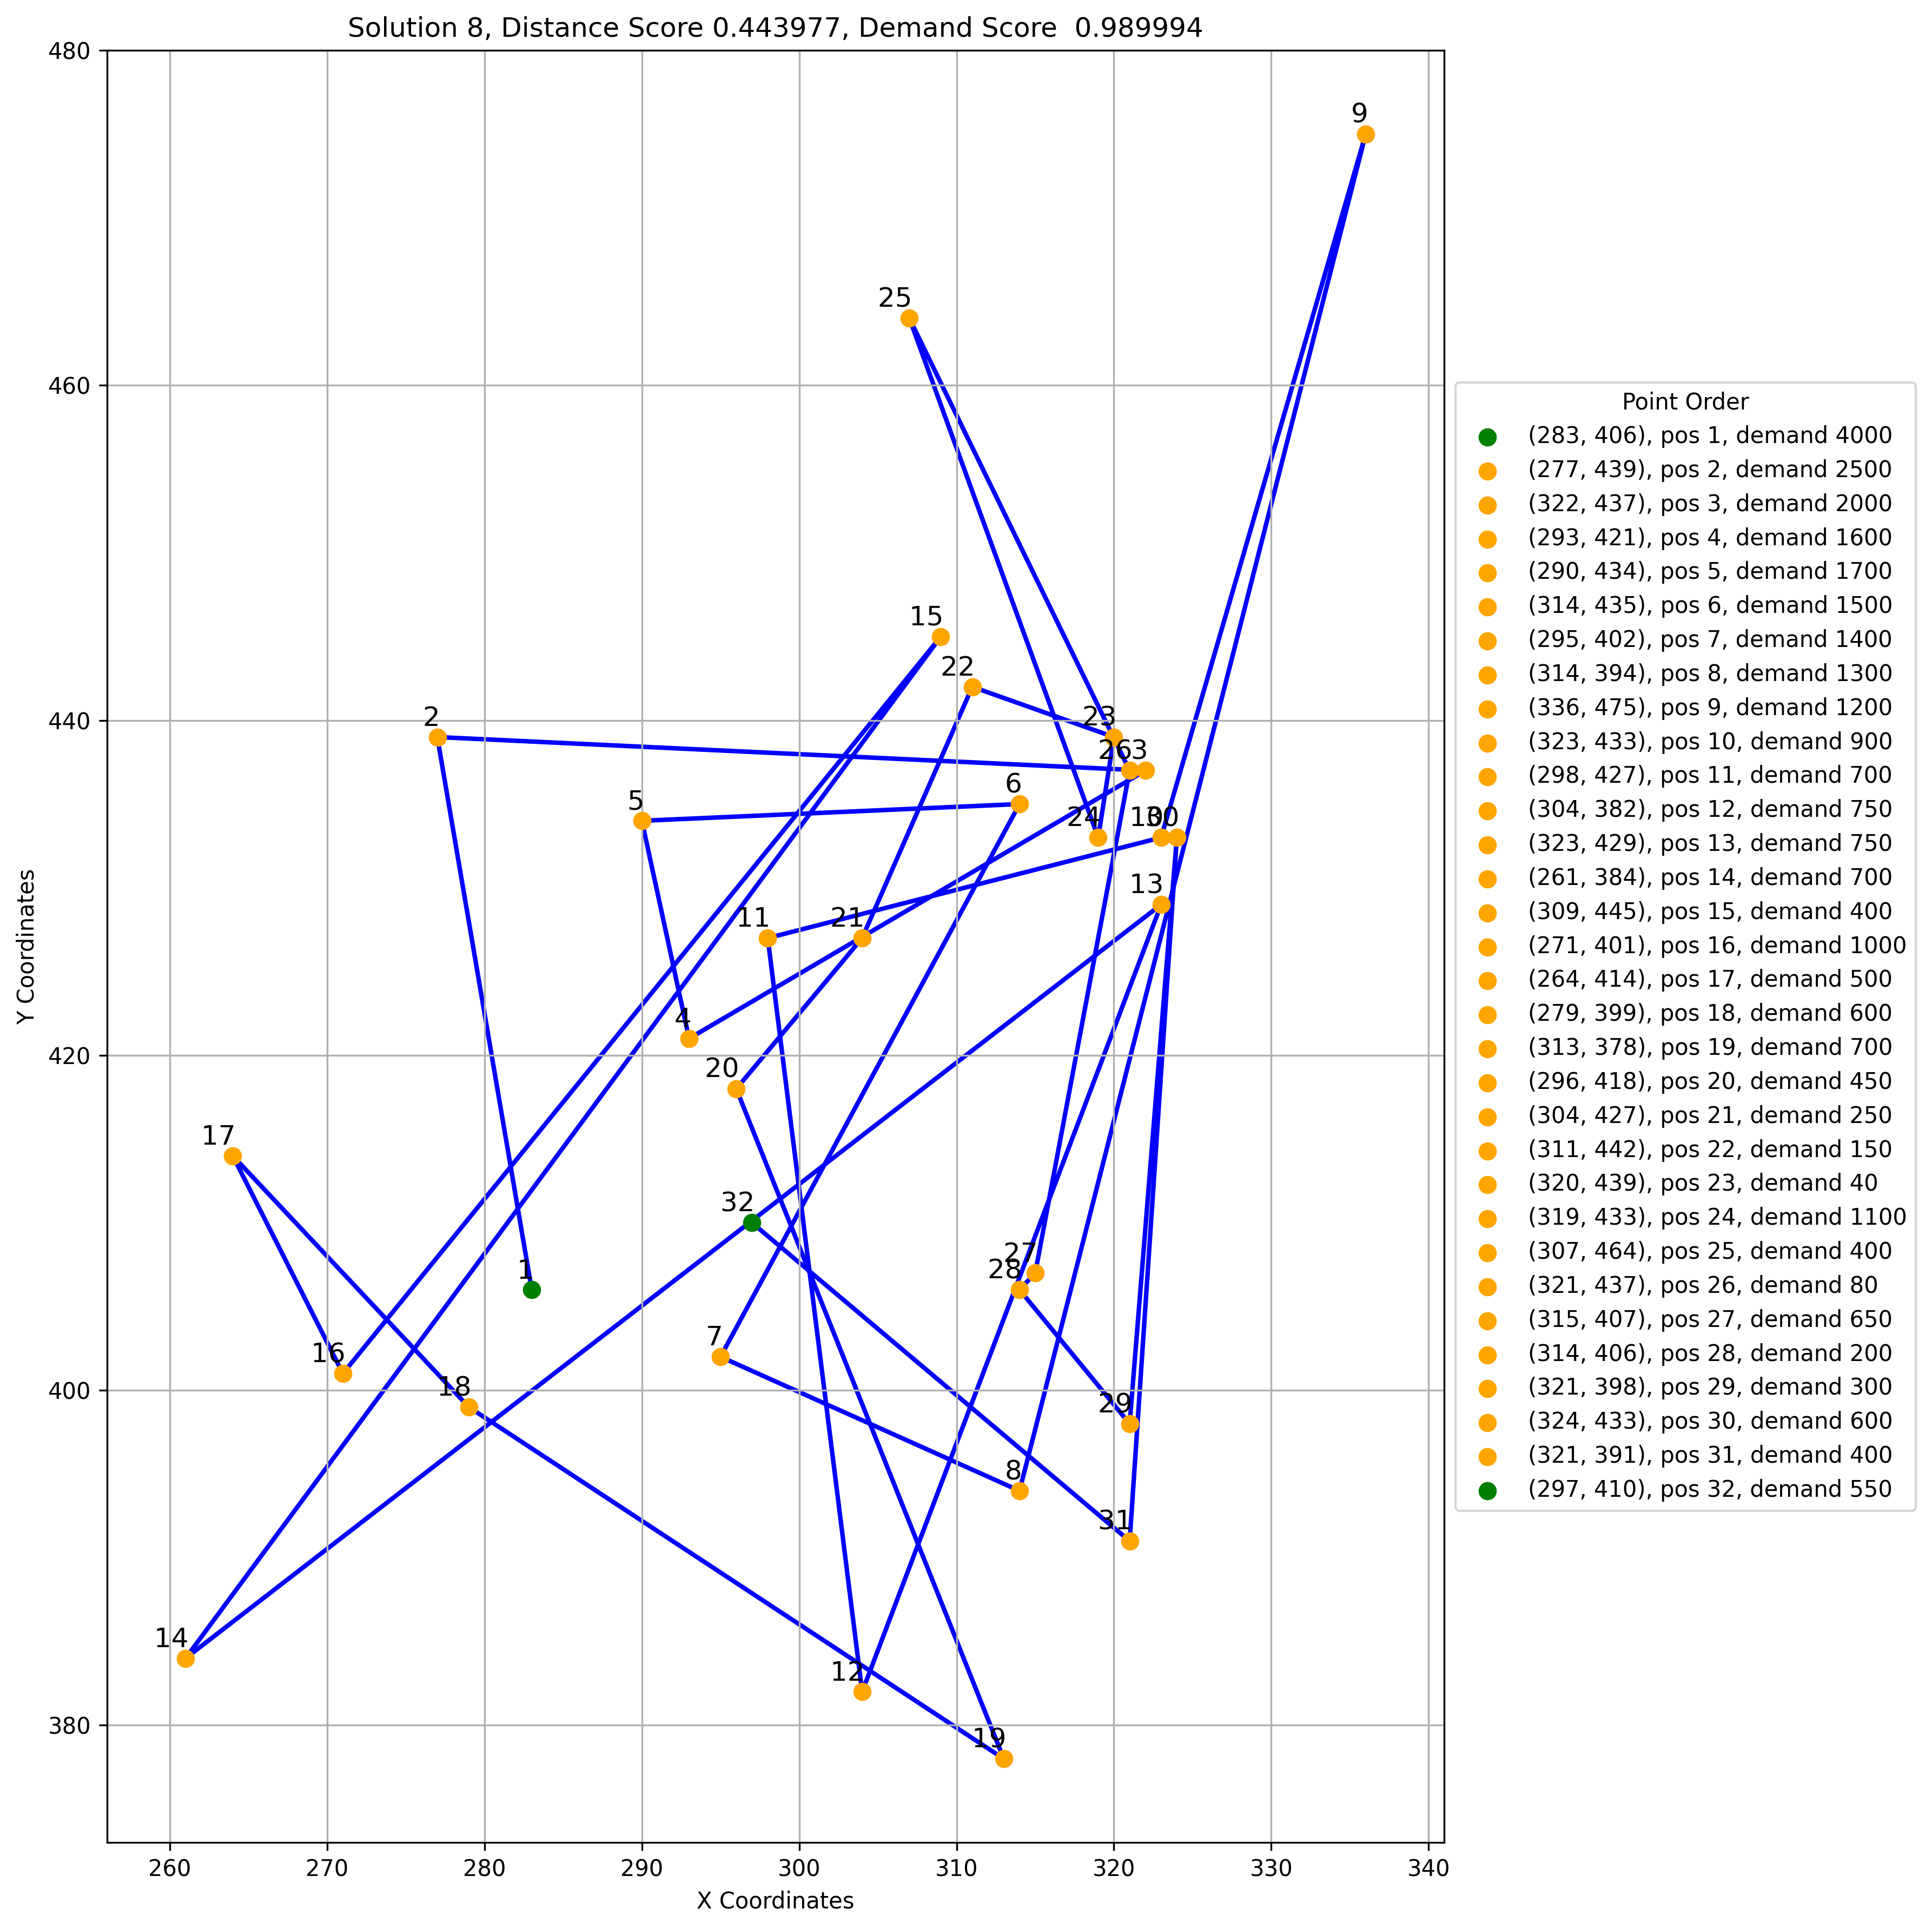 Solution 8, Distance Score 0.443977, Demand Score  0.989994
480
460
440
420
400
380
Y Coordinates
260 270 280 290 300 310 320 330 340
X Coordinates
9
25
15
22
2
23
26 3
6
5
24
10
30
13
11
21
4
20
17
32
27
28
1
7
16
18
29
8
31
14
12
19
Point Order
(283, 406), pos 1, demand 4000
(277, 439), pos 2, demand 2500
(322, 437), pos 3, demand 2000
(293, 421), pos 4, demand 1600
(290, 434), pos 5, demand 1700
(314, 435), pos 6, demand 1500
(295, 402), pos 7, demand 1400
(314, 394), pos 8, demand 1300
(336, 475), pos 9, demand 1200
(323, 433), pos 10, demand 900
(298, 427), pos 11, demand 700
(304, 382), pos 12, demand 750
(323, 429), pos 13, demand 750
(261, 384), pos 14, demand 700
(309, 445), pos 15, demand 400
(271, 401), pos 16, demand 1000
(264, 414), pos 17, demand 500
(279, 399), pos 18, demand 600
(313, 378), pos 19, demand 700
(296, 418), pos 20, demand 450
(304, 427), pos 21, demand 250
(311, 442), pos 22, demand 150
(320, 439), pos 23, demand 40
(319, 433), pos 24, demand 1100
(307, 464), pos 25, demand 400
(321, 437), pos 26, demand 80
(315, 407), pos 27, demand 650
(314, 406), pos 28, demand 200
(321, 398), pos 29, demand 300
(324, 433), pos 30, demand 600
(321, 391), pos 31, demand 400
(297, 410), pos 32, demand 550